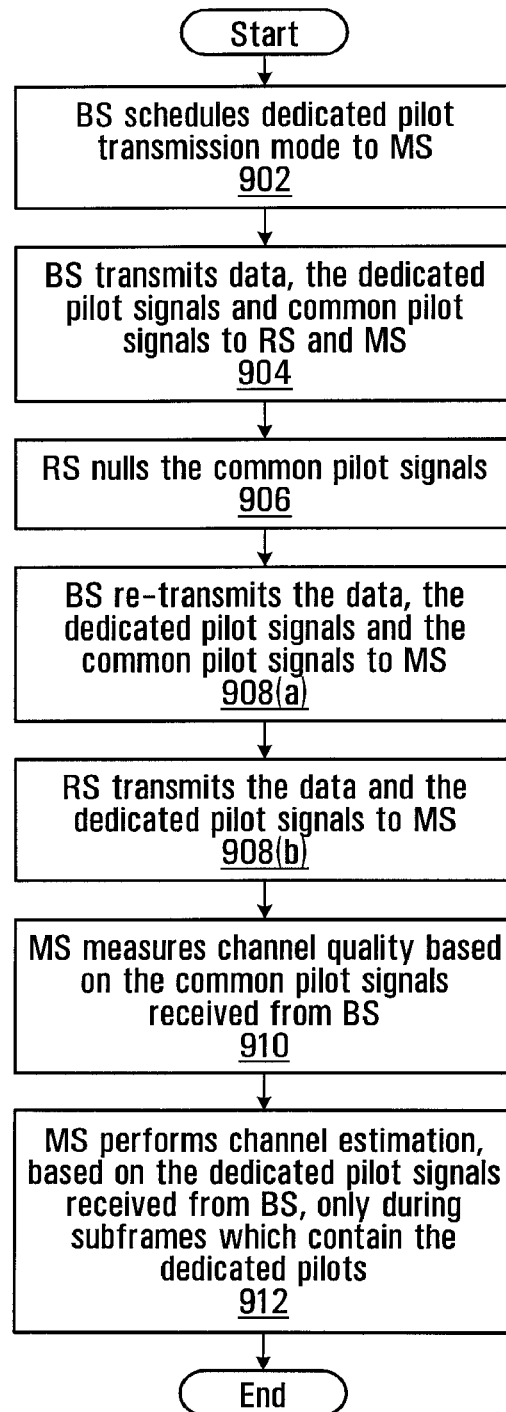 Start
BS schedules dedicated pilot
transmission mode to MS
902
BS transmits data, the dedicated
pilot signals and common pilot
signals to RS and MS
904
RS nulls the common pilot signals
906
BS re-transmits the data, the
dedicated pilot signals and the
common pilot signals to MS
908(a)
RS transmits the data and the
dedicated pilot signals to MS
908(b)
MS measures channel quality based
on the common pilot signals
received from BS
910
MS performs channel estimation,
based on the dedicated pilot signals
received from BS, only during
subframes which contain the
dedicated pilots
912
End